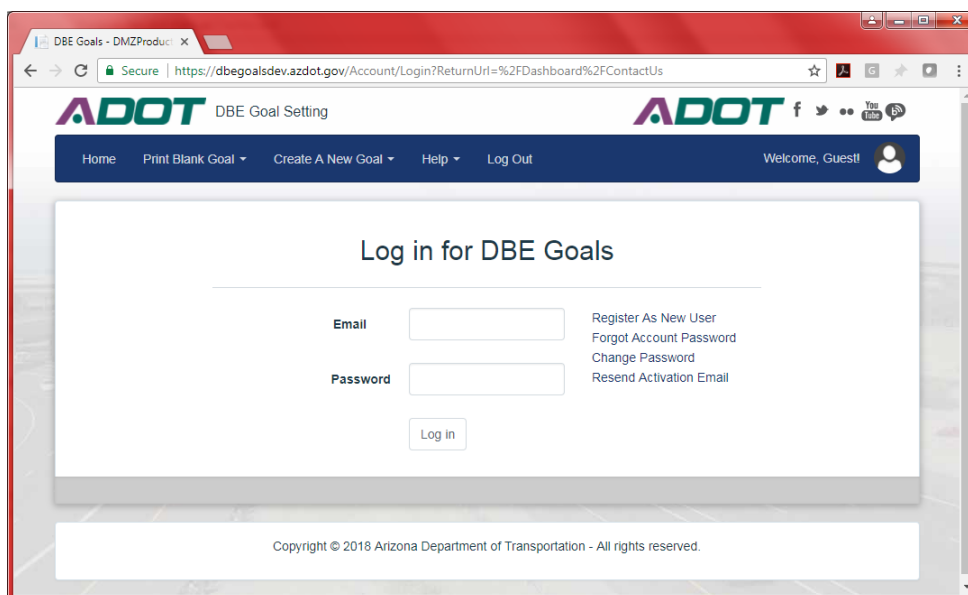 DBE Goals - DMZProduct
Secure | https://dbegoalsdev.azdot.gov/Account/Login?ReturnUrl=%2FDashboard%2FContactUs
ADOT DBE Goal Setting ADOT f You Tube
Home Print Blank Goal Create A New Goal Help Log Out Welcome, Guest!
Log in for DBE Goals
Email
Register As New User
Forgot Account Password
Change Password
Password
Resend Activation Email
Log in
Copyright © 2018 Arizona Department of Transportation - All rights reserved.